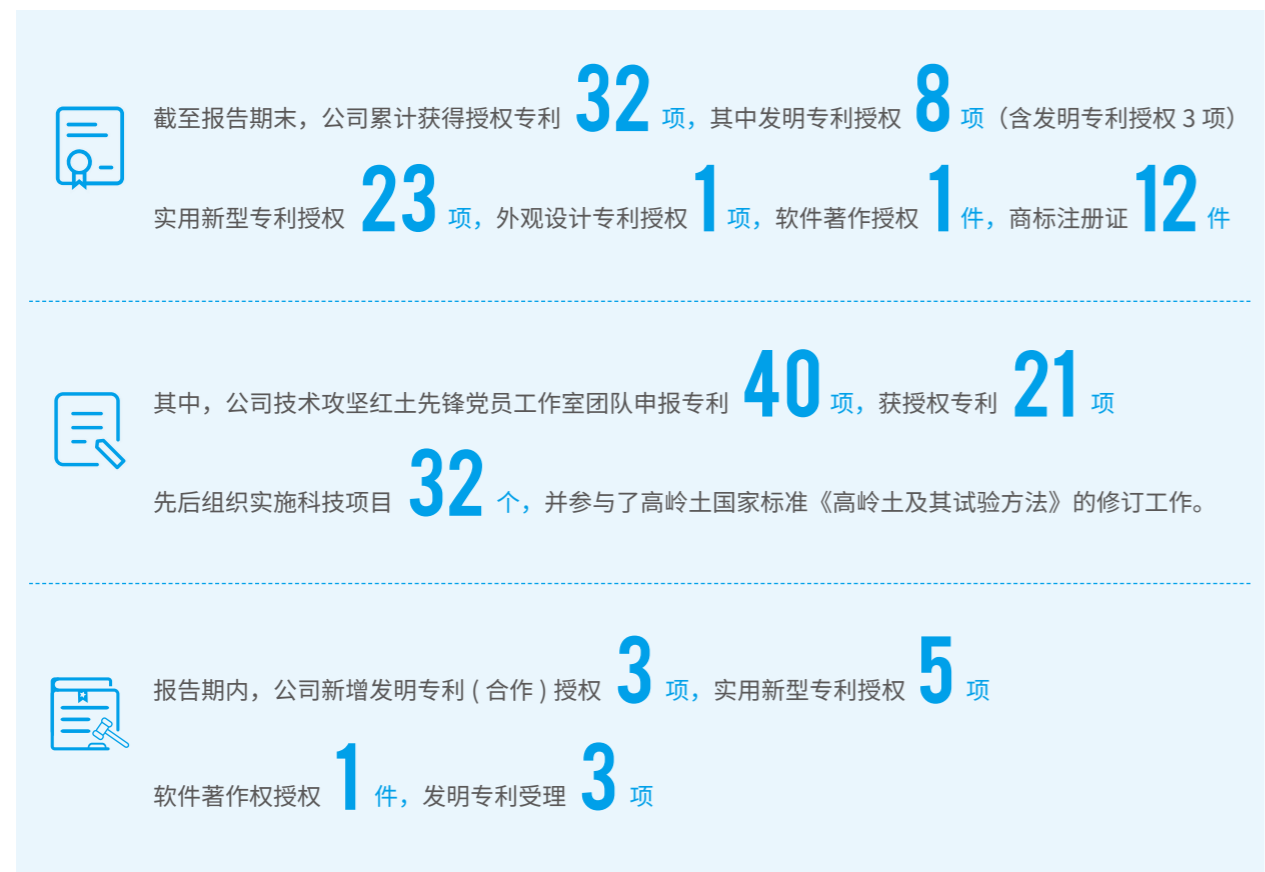 截至报告期末，公司累计获得授权专利 32 项，其中发明专利授权 8 项（含发明专利授权 3 项）
实用新型专利授权 23 项，外观设计专利授权 1 项，软件著作授权 1 件，商标注册证 12 件
其中，公司技术攻坚红土先锋党员工作室团队申报专利 40 项，获授权专利 21 项
先后组织实施科技项目 32 个，并参与了高岭土国家标准《高岭土及其试验方法》的修订工作。
报告期内，公司新增发明专利 ( 合作 ) 授权 3 项，实用新型专利授权 5 项
软件著作权授权 1 件，发明专利受理 3 项